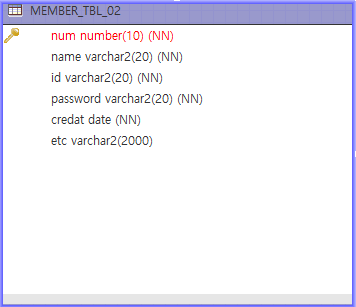 MEMBER_TBL_02
num number(10) (NN)
name varchar2(20) (NN)
id varchar2(20) (NN)
password varchar2(20) (NN)
credat date (NN)
etc varchar2(2000)